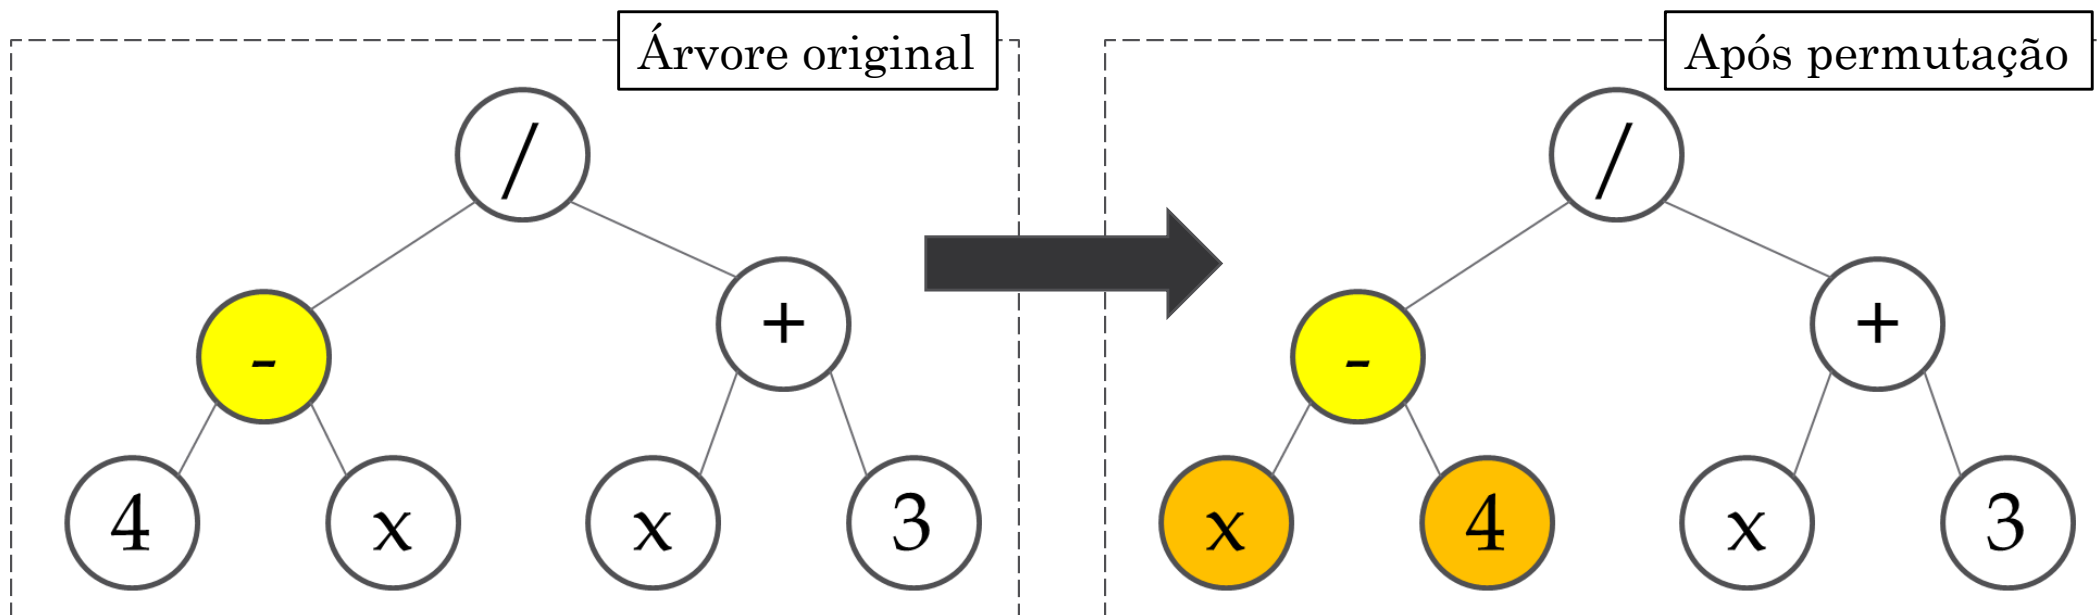 Árvore original
Após permutação
/
/
-
+
-
+
4
x
x
3
x
4
x
3